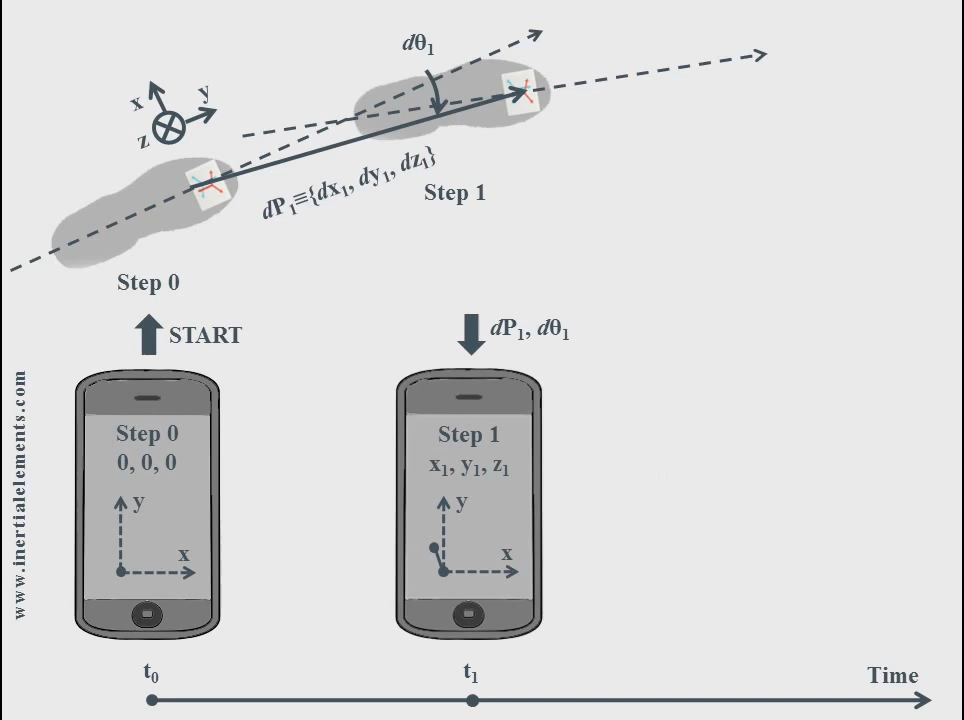 dθ₁
x
y
z
dP₁≡{dx₁, dy₁, dz₁}
Step 1
Step 0
START
dP₁, dθ₁
www.inertialelements.com
Step 0
0, 0, 0
y
x
Step 1
x₁, y₁, z₁
y
x
t₀
t₁
Time